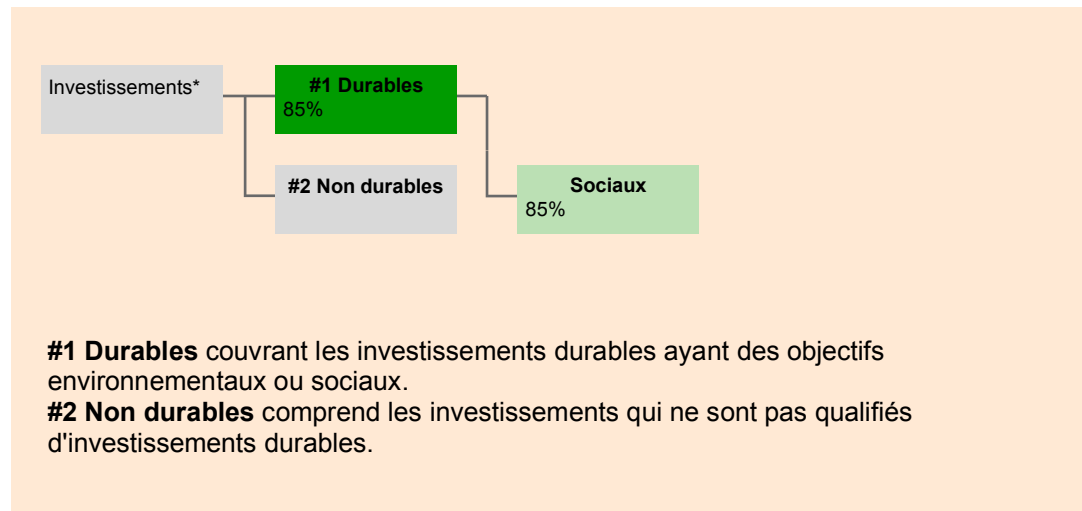 Investissements*
#1 Durables
85%
#2 Non durables
Sociaux
85%
#1 Durables couvrant les investissements durables ayant des objectifs
environnementaux ou sociaux.
#2 Non durables comprend les investissements qui ne sont pas qualifiés
d'investissements durables.